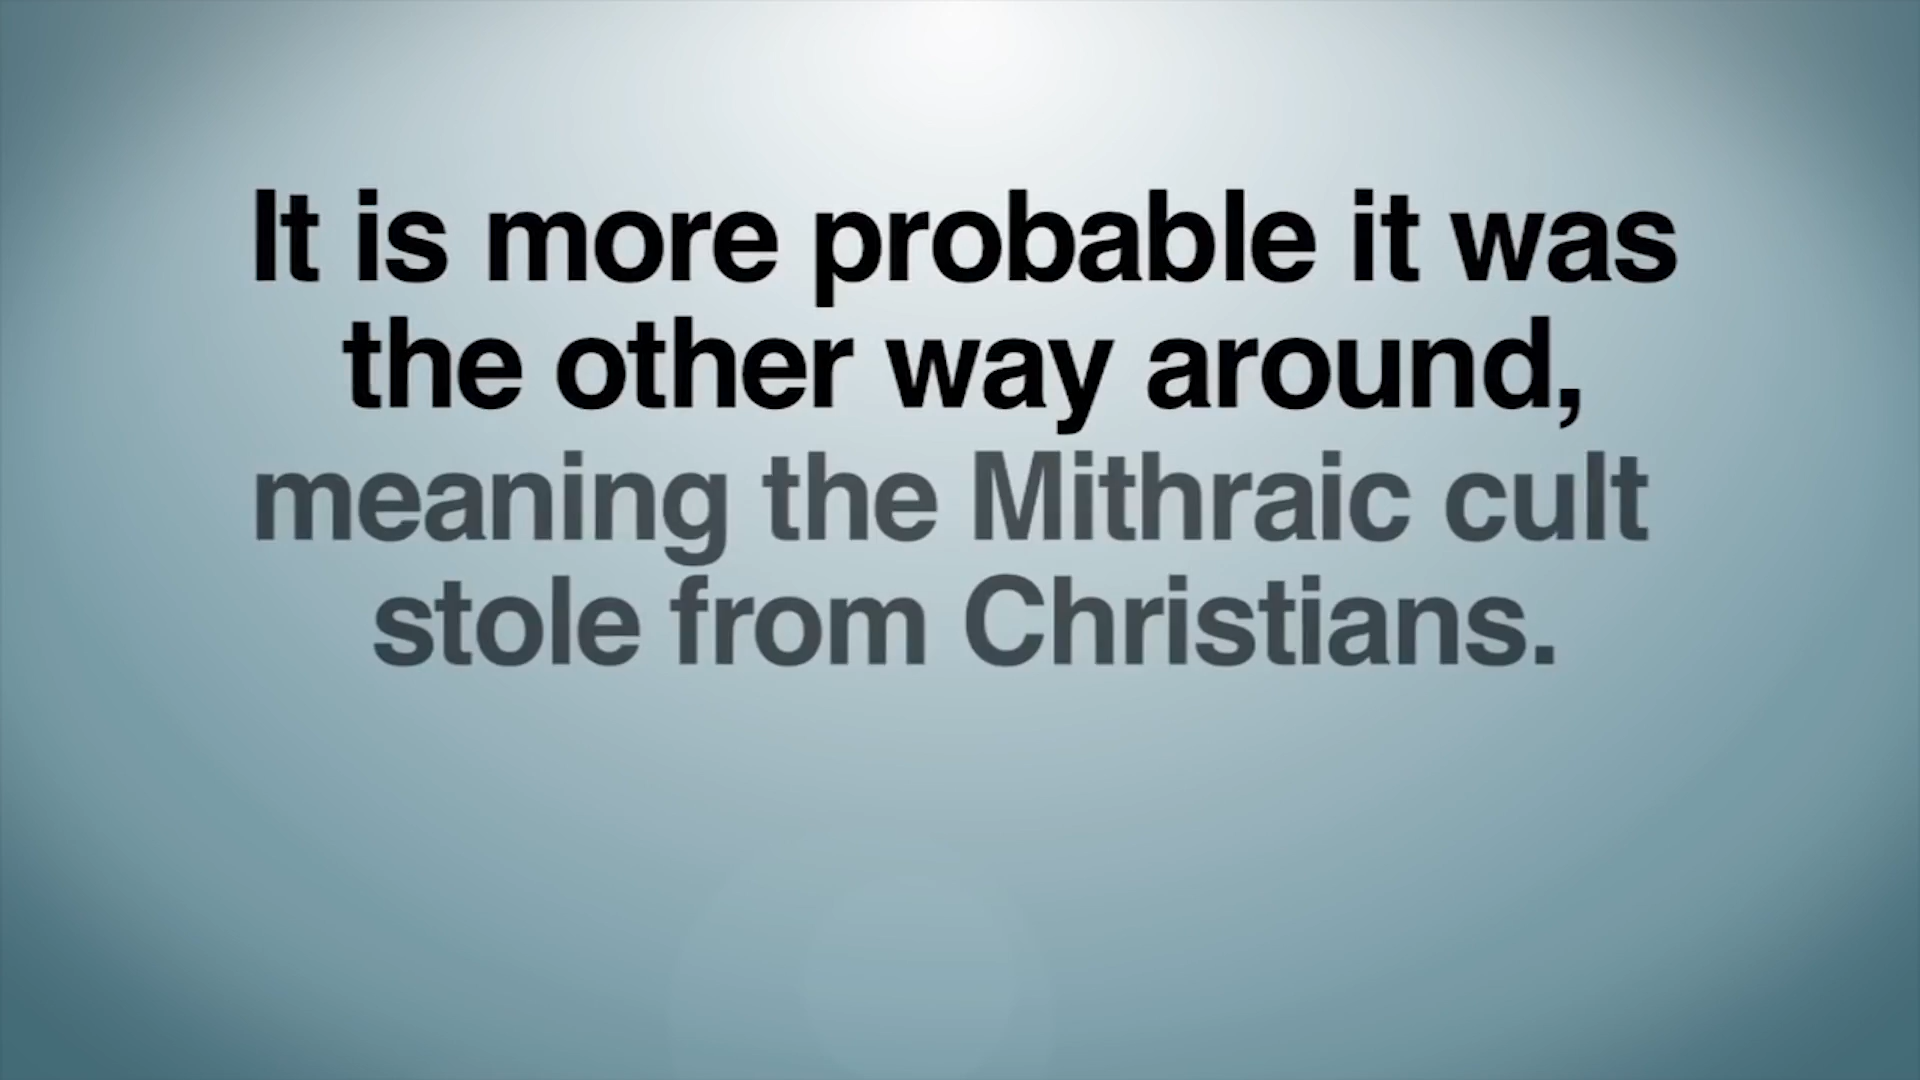 It is more probable it was
the other way around,
meaning the Mithraic cult
stole from Christians.